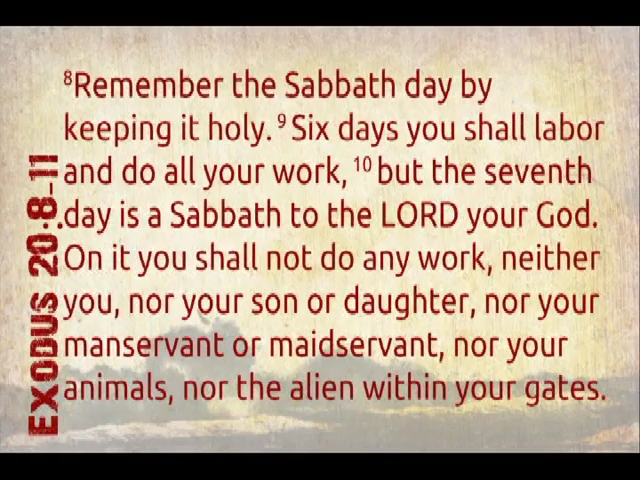 ⁸Remember the Sabbath day by
keeping it holy. ⁹ Six days you shall labor
and do all your work, ¹⁰ but the seventh
day is a Sabbath to the LORD your God.
On it you shall not do any work, neither
you, nor your son or daughter, nor your
manservant or maidservant, nor your
animals, nor the alien within your gates.
EXODUS 20:8-11